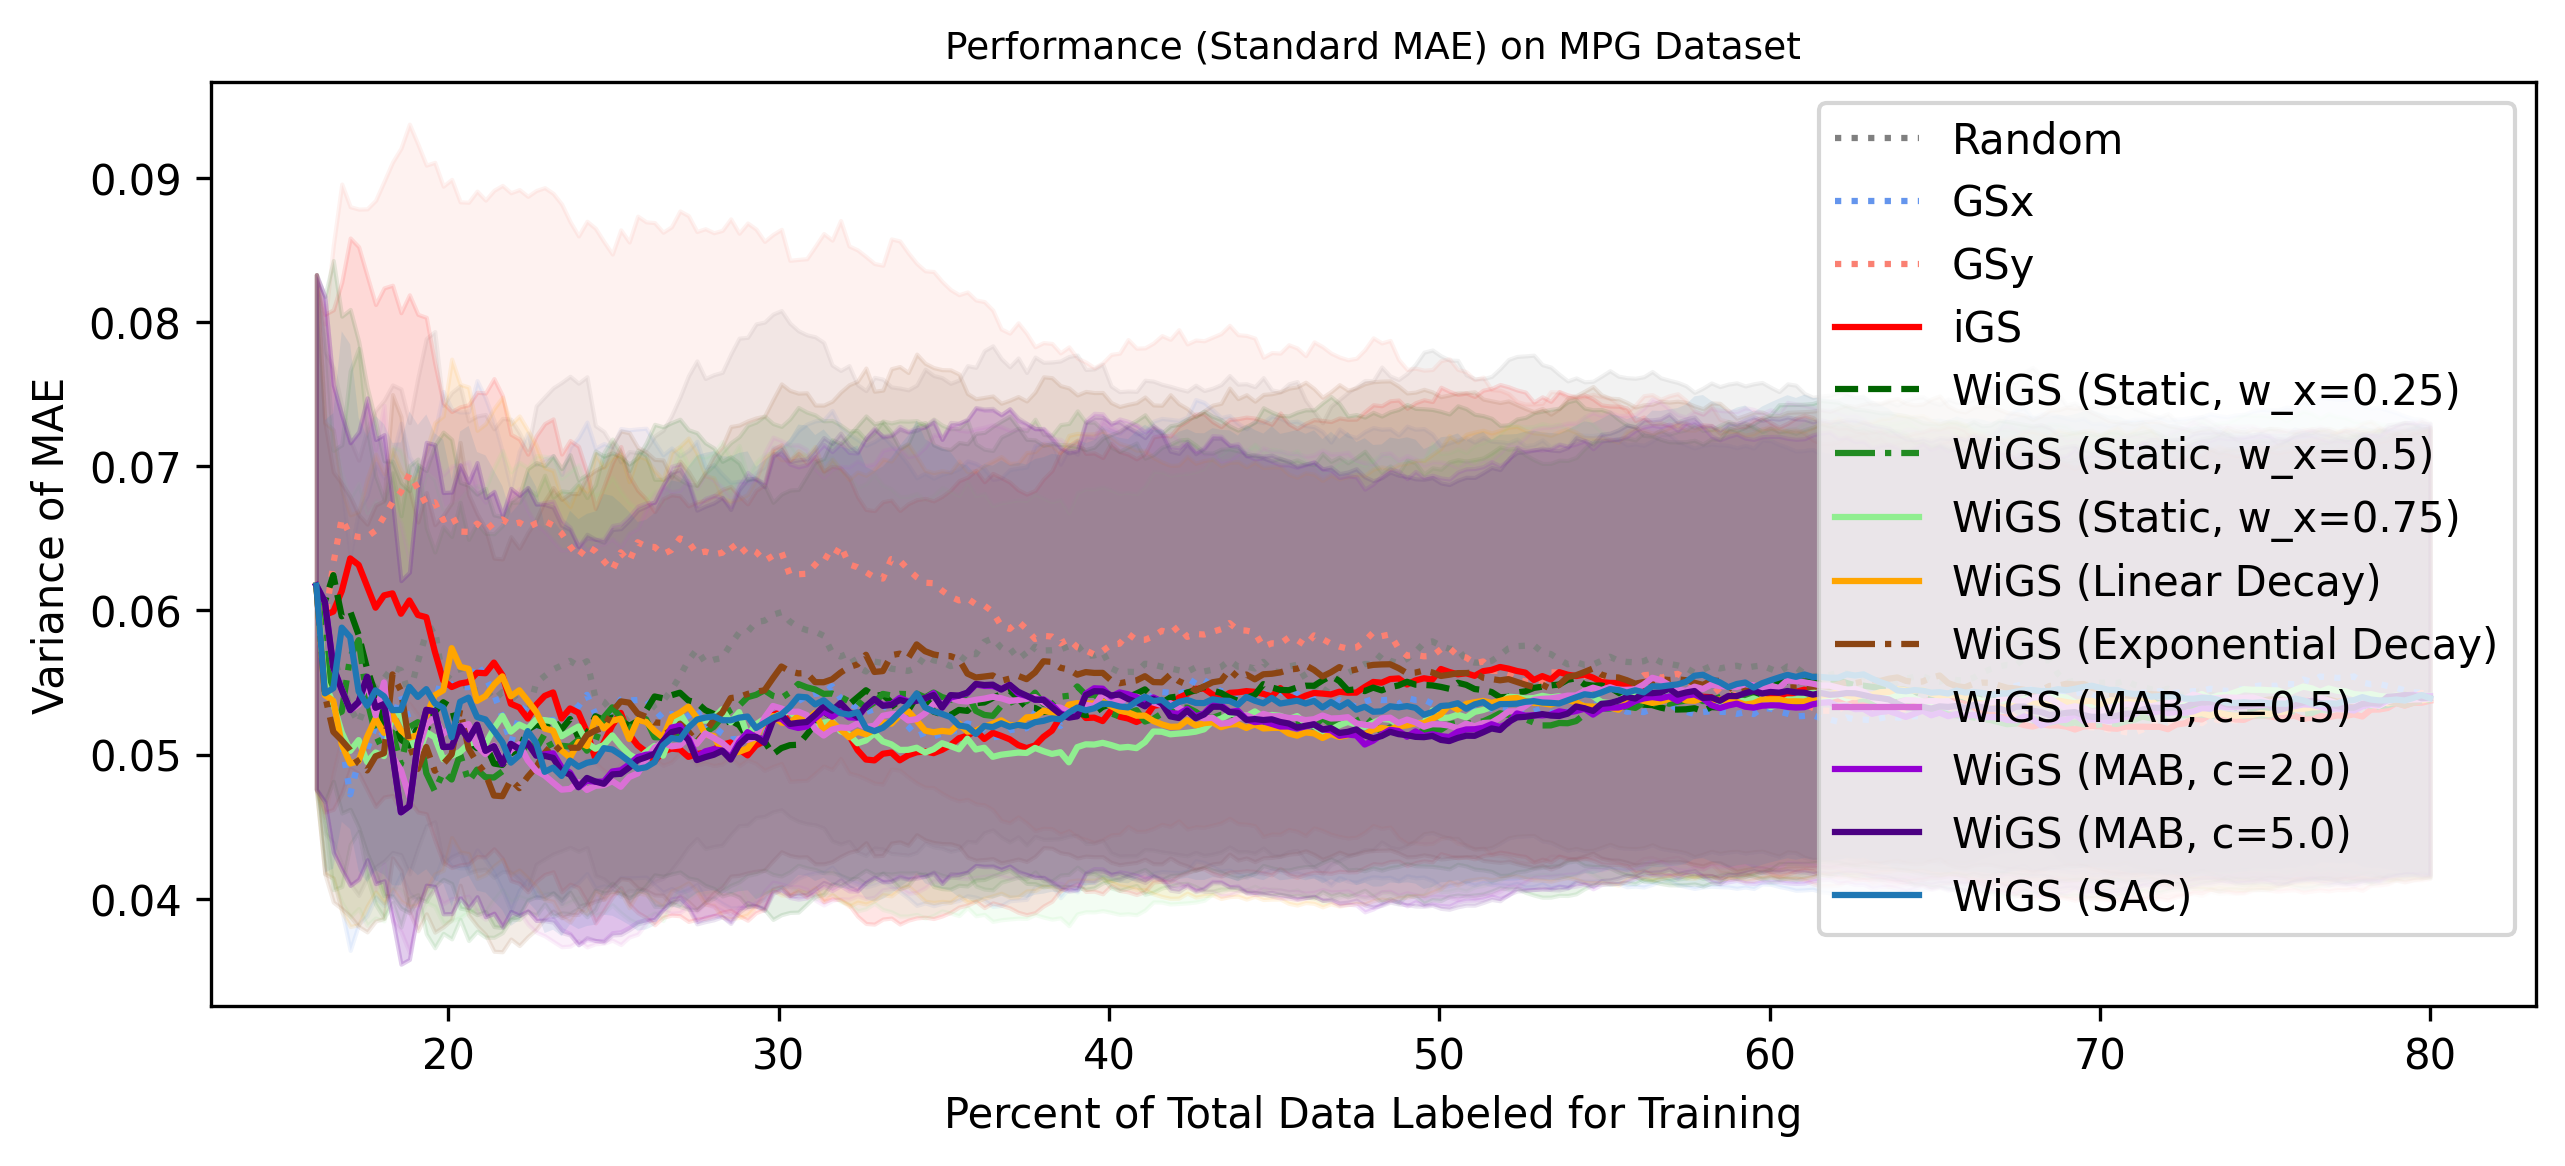 Performance (Standard MAE) on MPG Dataset
Variance of MAE
0.09
0.08
0.07
0.06
0.05
0.04
Random
GSx
GSy
iGS
WiGS (Static, w_x=0.25)
WiGS (Static, w_x=0.5)
WiGS (Static, w_x=0.75)
WiGS (Linear Decay)
WiGS (Exponential Decay)
WiGS (MAB, c=0.5)
WiGS (MAB, c=2.0)
WiGS (MAB, c=5.0)
WiGS (SAC)
20 30 40 50 60 70 80
Percent of Total Data Labeled for Training